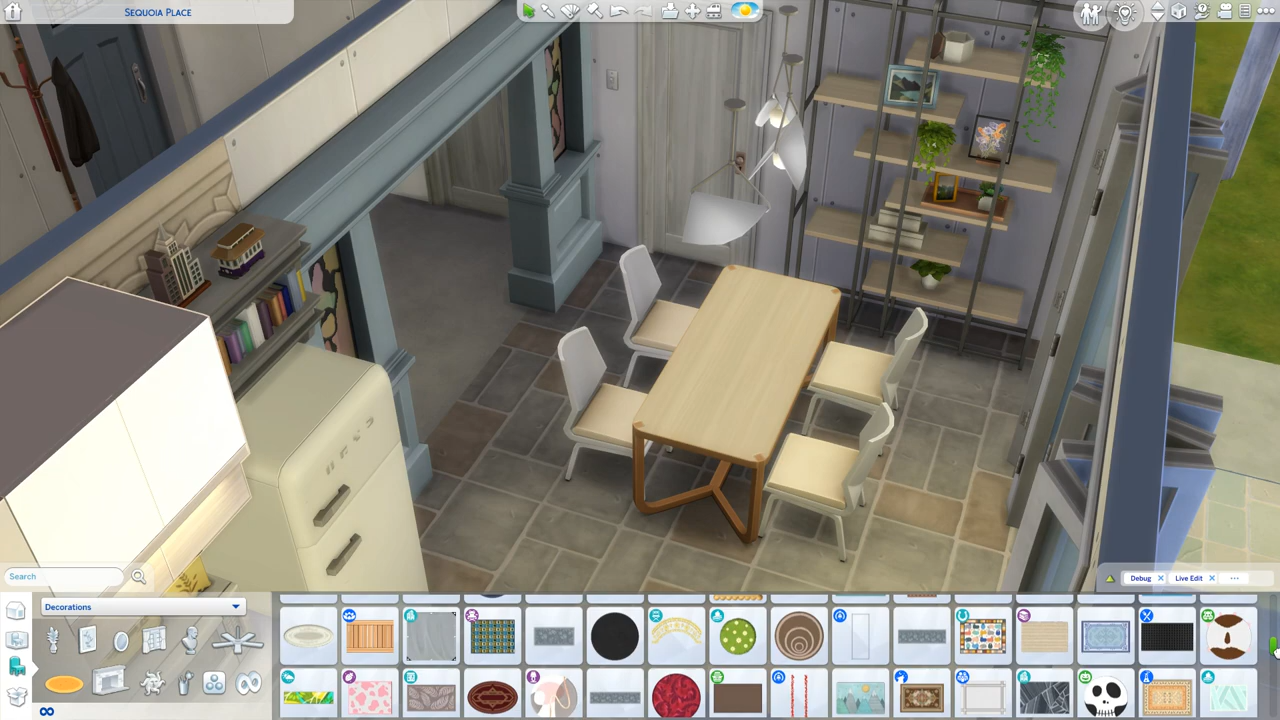 SEQUOIA PLACE
Search
Debug
Live Edit
Decorations